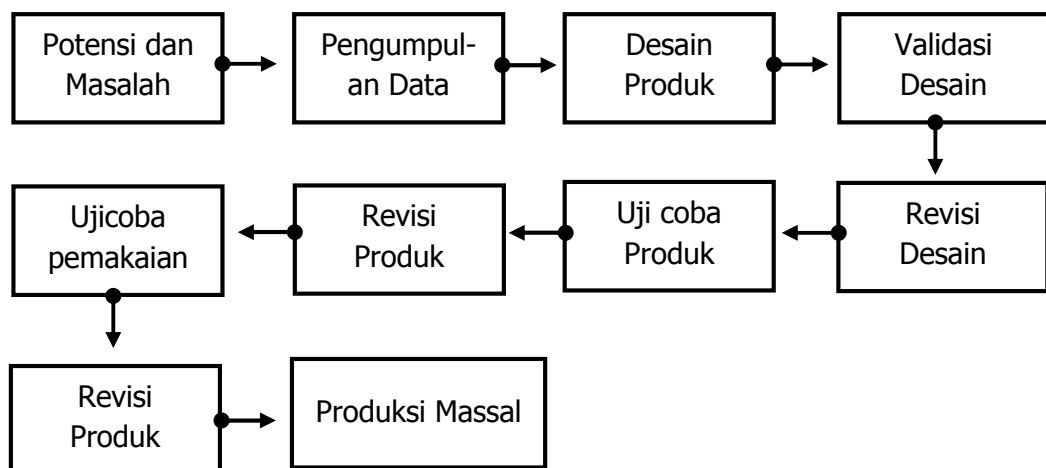 Potensi dan
Masalah
Pengumpul-
an Data
Desain
Produk
Validasi
Desain
Ujicoba
pemakaian
Revisi
Produk
Uji coba
Produk
Revisi
Desain
Revisi
Produk
Produksi Massal